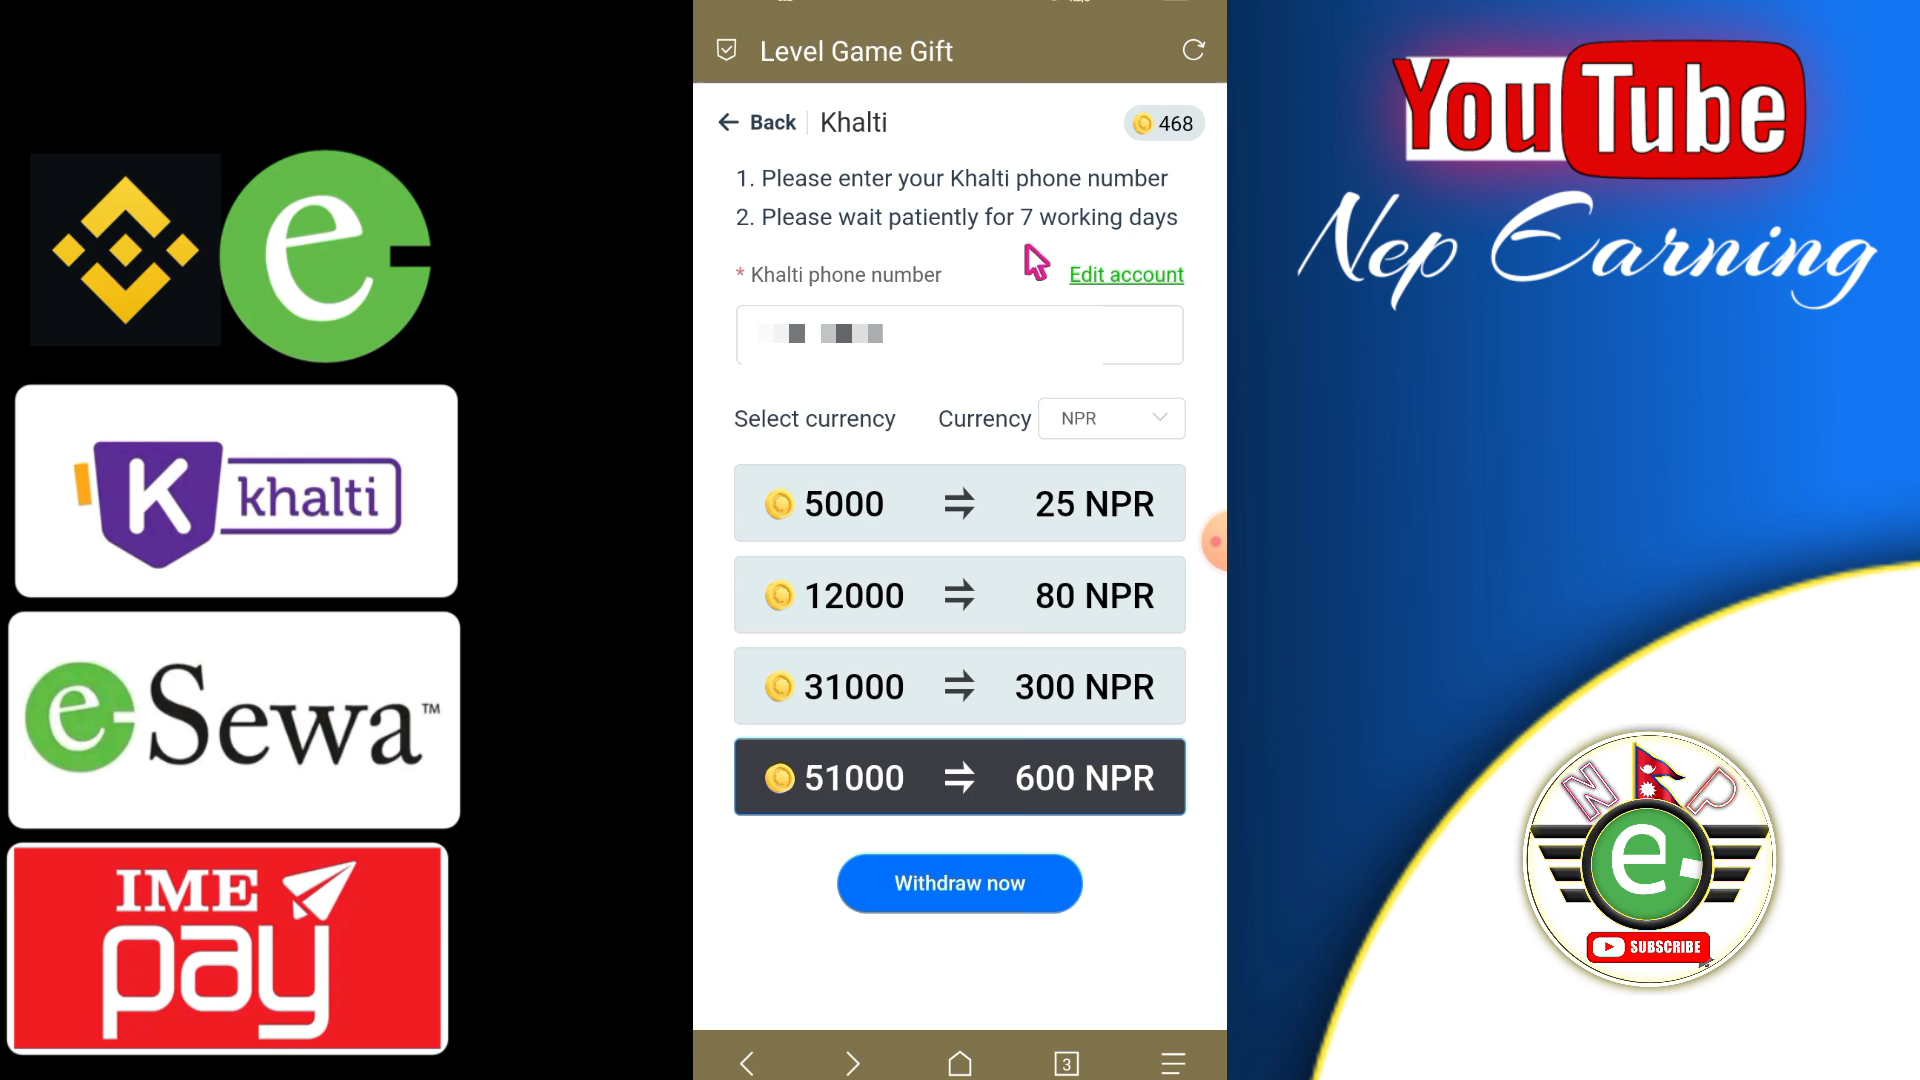 e
K khalti
e Sewa™
IME
pay
Level Game Gift
Back Khalti 468
1. Please enter your Khalti phone number
2. Please wait patiently for 7 working days
* Khalti phone number Edit account
Select currency Currency NPR
5000 25 NPR
12000 80 NPR
31000 300 NPR
51000 600 NPR
Withdraw now
3
YouTube
Nep Earning
N P
e
SUBSCRIBE